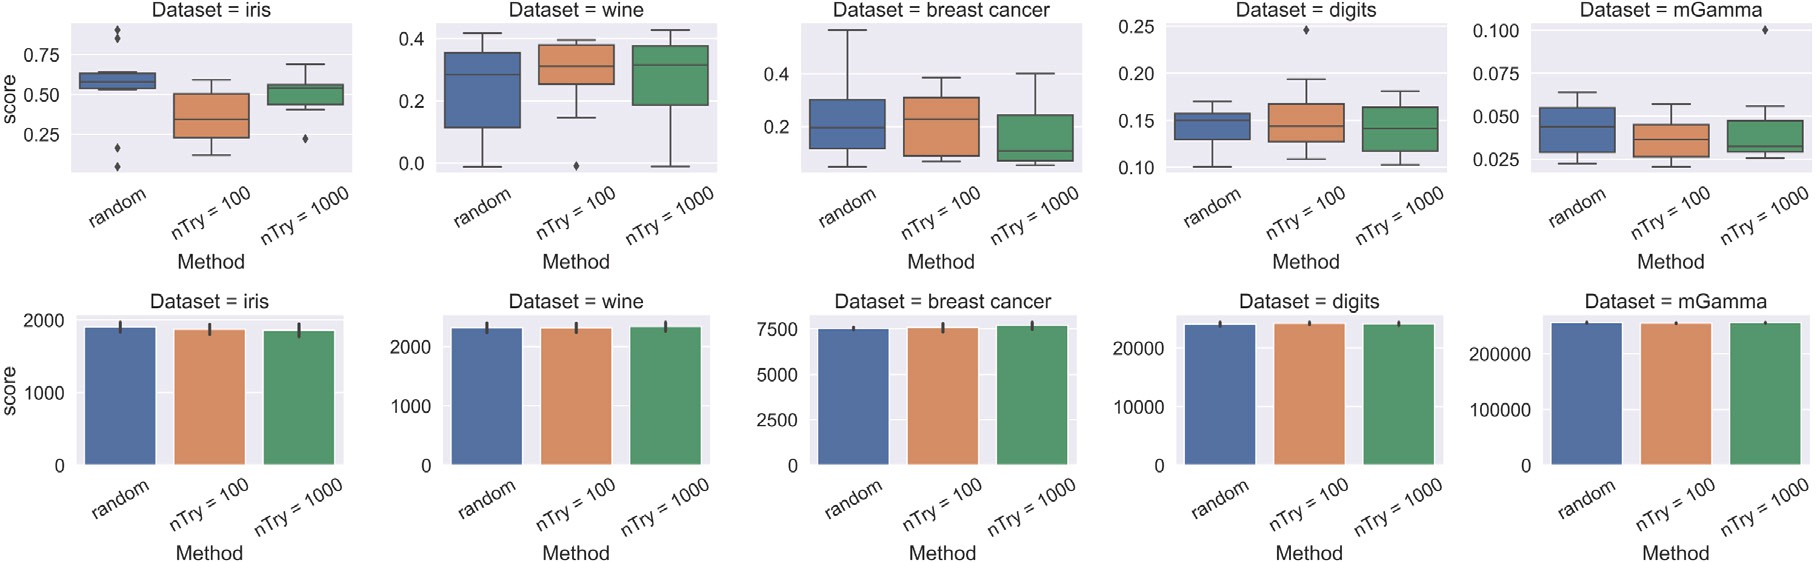 Dataset = iris
score
0.75
0.50
0.25
random
nTry = 100
nTry = 1000
Method
Dataset = wine
0.4
0.2
0.0
random
nTry = 100
nTry = 1000
Method
Dataset = breast cancer
0.4
0.2
random
nTry = 100
nTry = 1000
Method
Dataset = digits
0.25
0.20
0.15
0.10
random
nTry = 100
nTry = 1000
Method
Dataset = mGamma
0.100
0.075
0.050
0.025
random
nTry = 100
nTry = 1000
Method
Dataset = iris
score
2000
1000
0
random
nTry = 100
nTry = 1000
Method
Dataset = wine
2000
1000
0
random
nTry = 100
nTry = 1000
Method
Dataset = breast cancer
7500
5000
2500
0
random
nTry = 100
nTry = 1000
Method
Dataset = digits
20000
10000
0
random
nTry = 100
nTry = 1000
Method
Dataset = mGamma
200000
100000
0
random
nTry = 100
nTry = 1000
Method